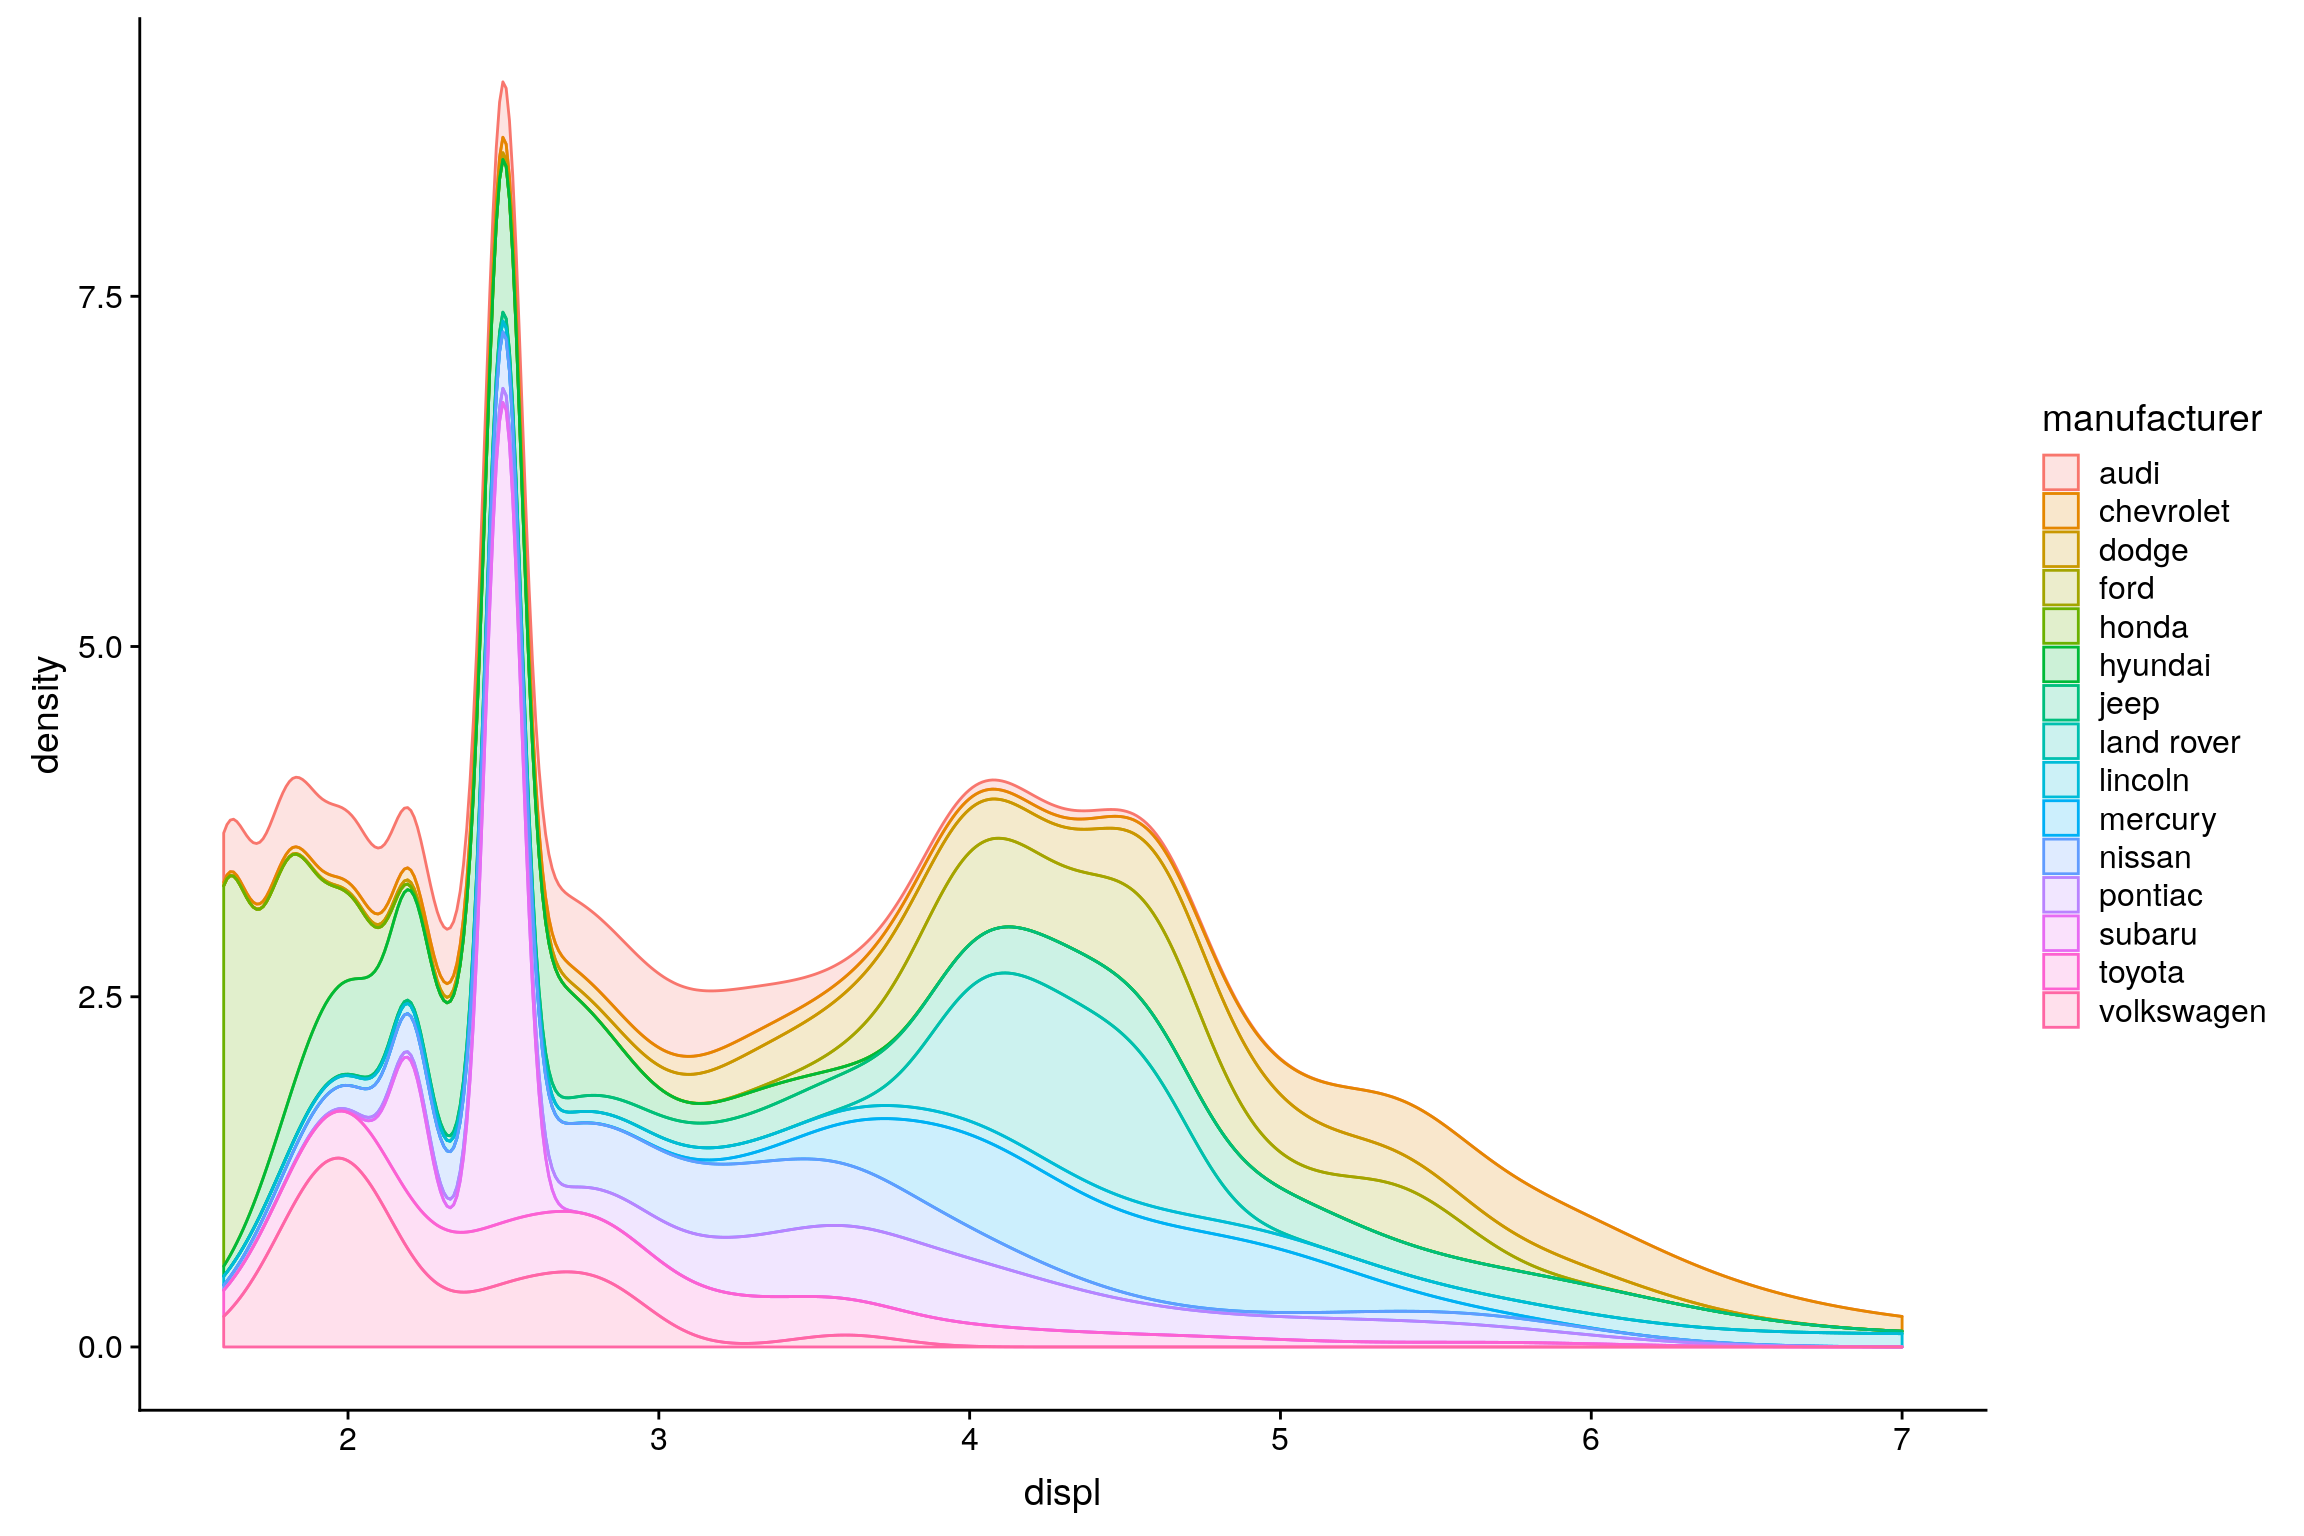 density
7.5
5.0
2.5
0.0
2 3 4 5 6 7
displ
manufacturer
audi
chevrolet
dodge
ford
honda
hyundai
jeep
land rover
lincoln
mercury
nissan
pontiac
subaru
toyota
volkswagen